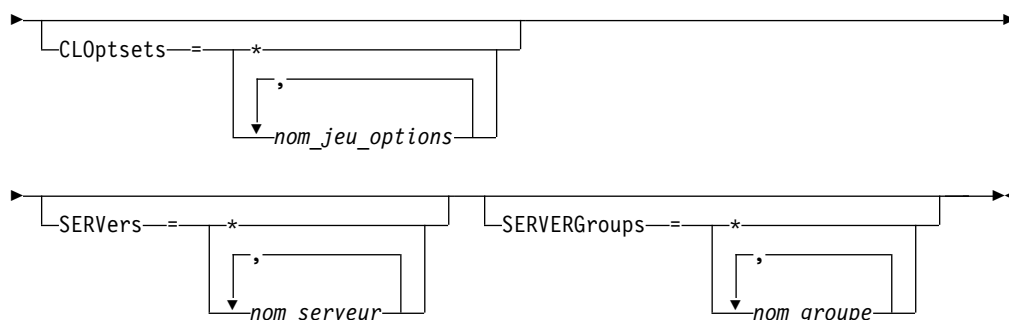 CLOptsets = *
,
nom_jeu_options
SERVers = * SERVERGroups = *
, ,
nom_serveur nom_groupe